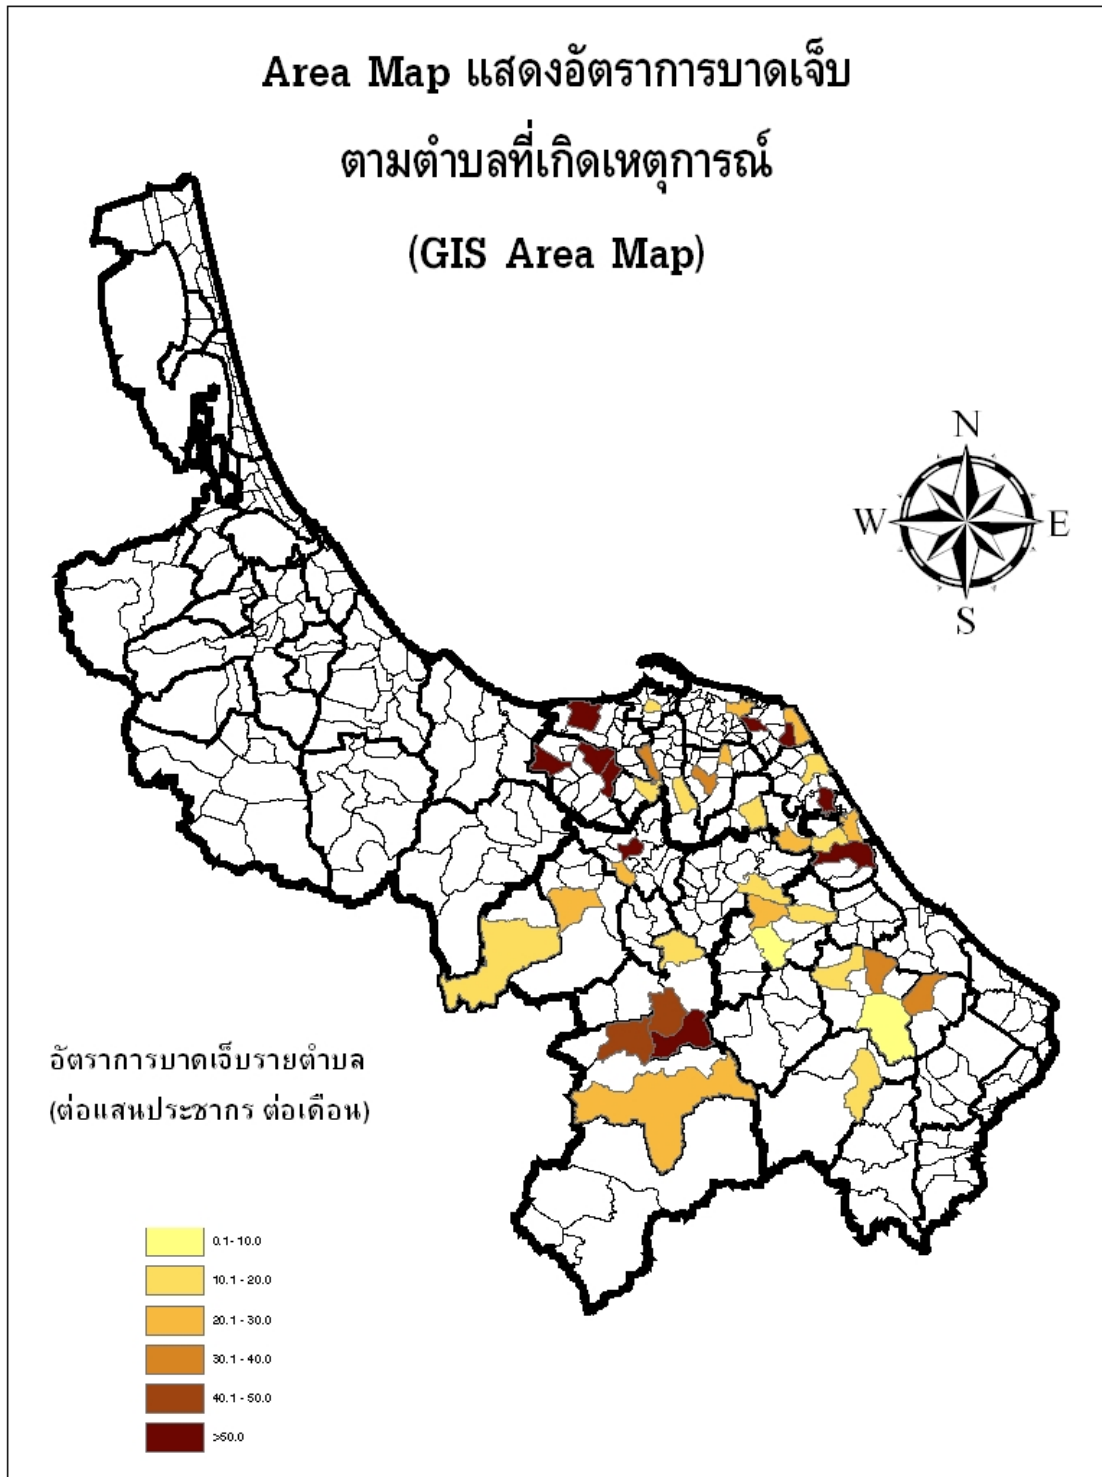 Area Map แสดงอัตราการบาดเจ็บ
ตามตำบลที่เกิดเหตุการณ์
(GIS Area Map)
N
W E
S
อัตราการบาดเจ็บรายตำบล
(ต่อแสนประชากร ต่อเดือน)
0.1 - 10.0
10.1 - 20.0
20.1 - 30.0
30.1 - 40.0
40.1 - 50.0
>50.0